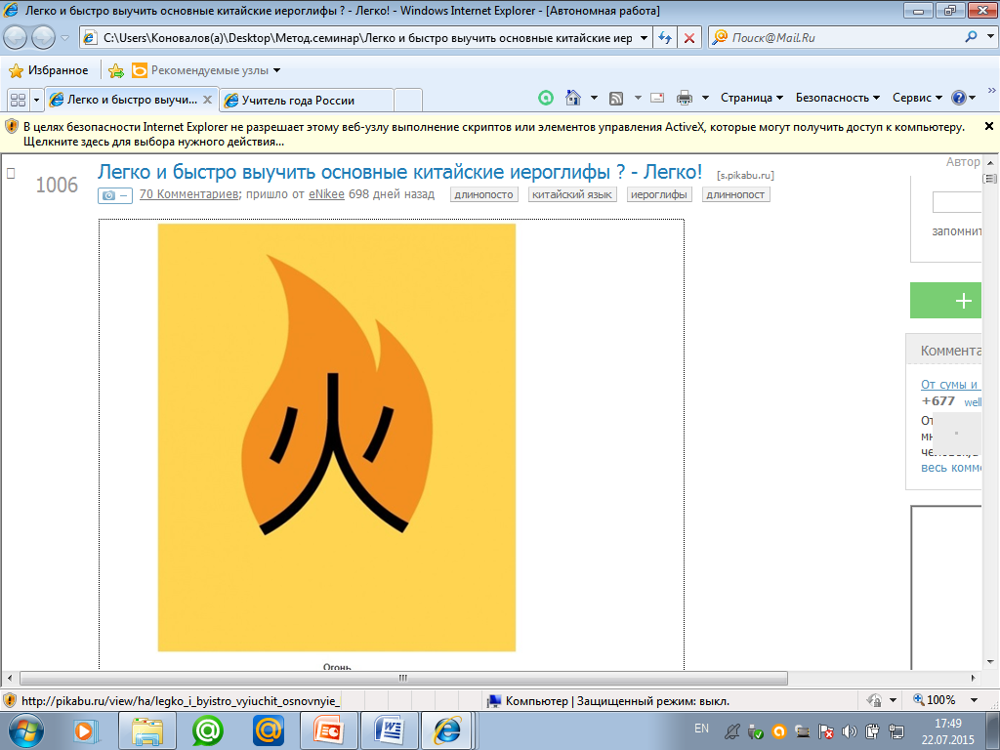 Легко и быстро выучить основные китайские иероглифы ? - Легко! - Windows Internet Explorer - [Автономная работа]
C:\Users\Коновалов(а)\Desktop\Метод.семинар\Легко и быстро выучить основные китайские иер
Поиск@Mail.Ru
Избранное
Рекомендуемые узлы
Легко и быстро выучи...
Учитель года России
Страница
Безопасность
Сервис
В целях безопасности Internet Explorer не разрешает этому веб-узлу выполнение скриптов или элементов управления ActiveX, которые могут получить доступ к компьютеру.
Щелкните здесь для выбора нужного действия...
1006
Легко и быстро выучить основные китайские иероглифы ? - Легко! [s.pikabu.ru]
70 Комментариев; пришло от eNikee 698 дней назад
длинопосто
китайский язык
иероглифы
длиннопост
火
Огонь
Автор
запомнит
+
Коммента
От сумы и
+677 well
От
мн
весь комм
http://pikabu.ru/view/ha/legko_i_byistro_vyiuchit_osnovnyie_
Компьютер | Защищенный режим: выкл.
100%
EN
17:49
22.07.2015